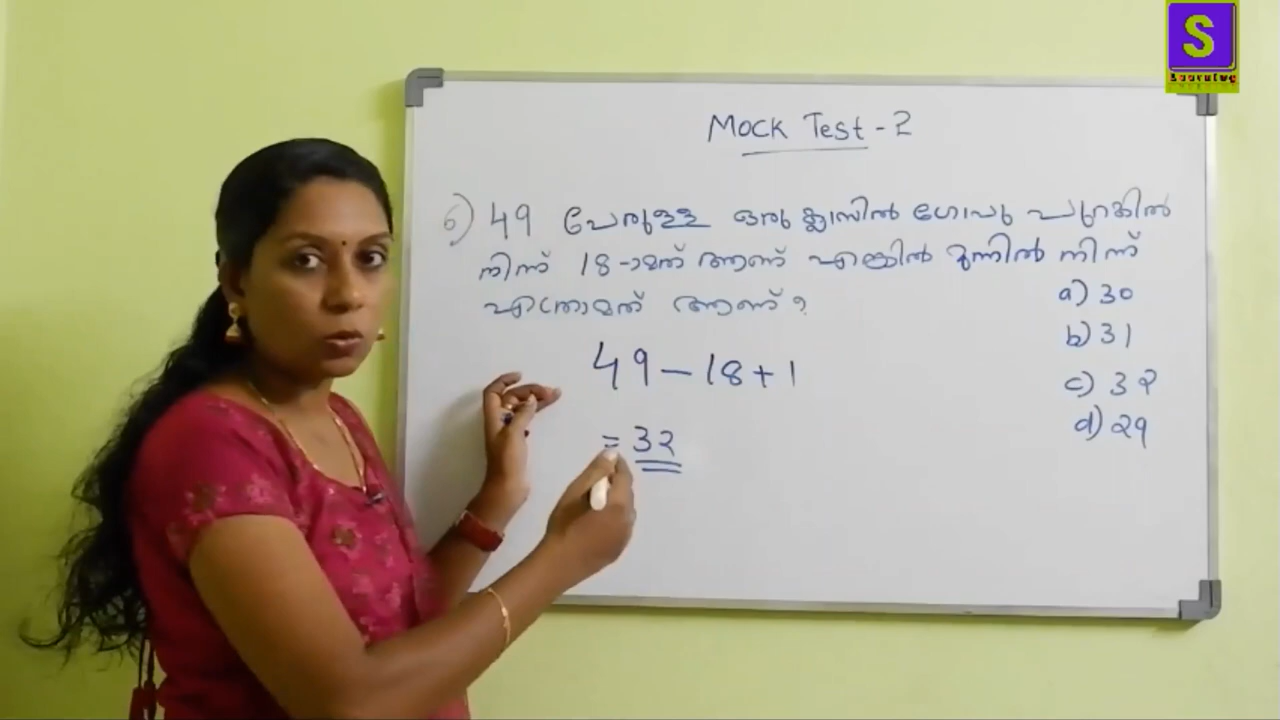 S
Learning
Mock Test - 2
6) 49 പേരുള്ള ഒരു ക്ലാസിൽ ഗോപു പുറകിൽ
നിന്ന് 18-ാമത് ആണ് എങ്കിൽ മുന്നിൽ നിന്ന്
എത്രാമത് ആണ്?
a) 30
b) 31
c) 32
d) 29
49 - 18 + 1
= 32